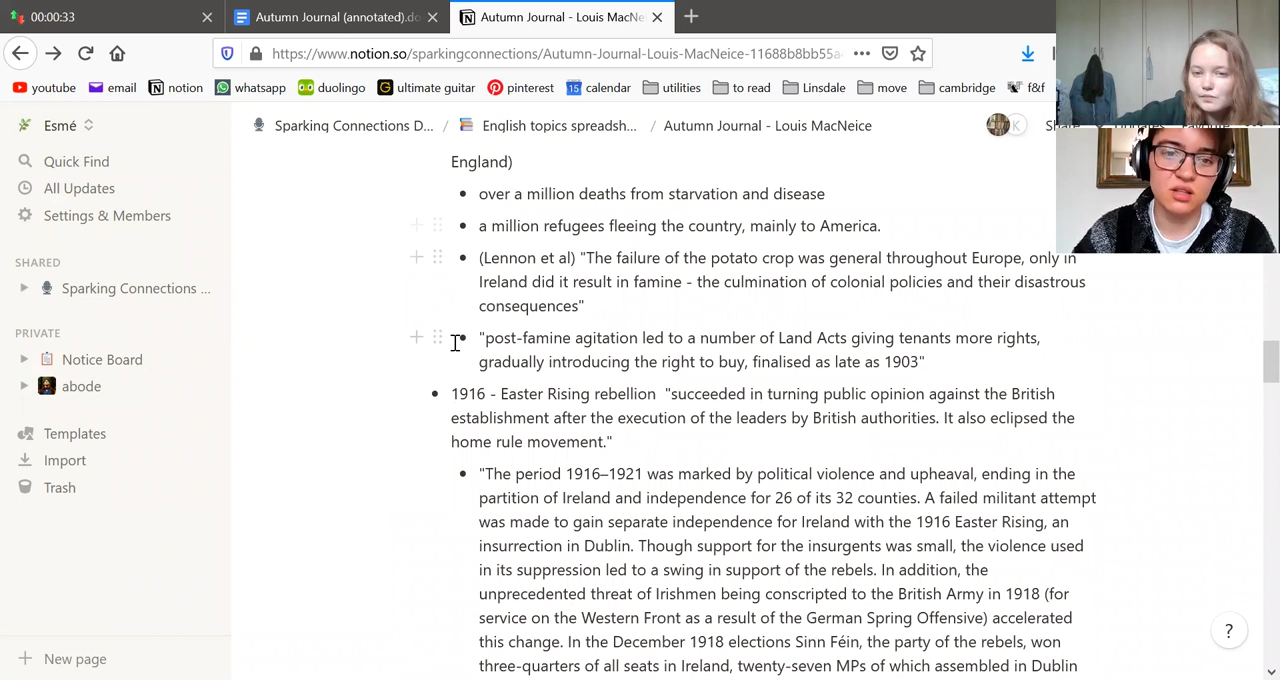 00:00:33
Autumn Journal (annotated).do
Autumn Journal - Louis MacNe
https://www.notion.so/sparkingconnections/Autumn-Journal-Louis-MacNeice-11688b8bb55a
youtube
email
notion
whatsapp
duolingo
ultimate guitar
pinterest
15 calendar
utilities
to read
Linsdale
move
cambridge
f&f
Esmé
Sparking Connections D... / English topics spreadsh... / Autumn Journal - Louis MacNeice
K
Quick Find
All Updates
Settings & Members
SHARED
Sparking Connections ...
PRIVATE
Notice Board
abode
Templates
Import
Trash
New page
England)
over a million deaths from starvation and disease
a million refugees fleeing the country, mainly to America.
(Lennon et al) "The failure of the potato crop was general throughout Europe, only in
Ireland did it result in famine - the culmination of colonial policies and their disastrous
consequences"
"post-famine agitation led to a number of Land Acts giving tenants more rights,
gradually introducing the right to buy, finalised as late as 1903"
1916 - Easter Rising rebellion "succeeded in turning public opinion against the British
establishment after the execution of the leaders by British authorities. It also eclipsed the
home rule movement."
"The period 1916–1921 was marked by political violence and upheaval, ending in the
partition of Ireland and independence for 26 of its 32 counties. A failed militant attempt
was made to gain separate independence for Ireland with the 1916 Easter Rising, an
insurrection in Dublin. Though support for the insurgents was small, the violence used
in its suppression led to a swing in support of the rebels. In addition, the
unprecedented threat of Irishmen being conscripted to the British Army in 1918 (for
service on the Western Front as a result of the German Spring Offensive) accelerated
this change. In the December 1918 elections Sinn Féin, the party of the rebels, won
three-quarters of all seats in Ireland, twenty-seven MPs of which assembled in Dublin
?